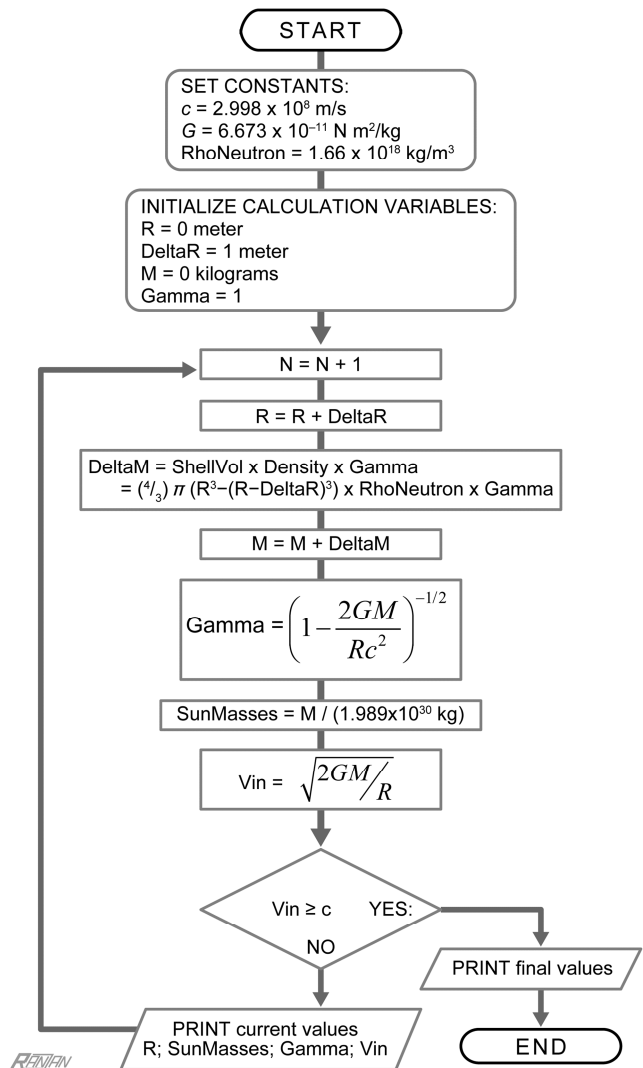 START
SET CONSTANTS:
c = 2.998 x 10⁸ m/s
G = 6.673 x 10⁻¹¹ N m²/kg
RhoNeutron = 1.66 x 10¹⁸ kg/m³
INITIALIZE CALCULATION VARIABLES:
R = 0 meter
DeltaR = 1 meter
M = 0 kilograms
Gamma = 1
N = N + 1
R = R + DeltaR
DeltaM = ShellVol x Density x Gamma
= (⁴/₃) π (R³−(R−DeltaR)³) x RhoNeutron x Gamma
M = M + DeltaM
Gamma = (1 − 2GM/Rc²)^−1/2
SunMasses = M / (1.989x10³⁰ kg)
Vin = √2GM/R
Vin ≥ c YES:
NO
PRINT final values
PRINT current values
R; SunMasses; Gamma; Vin
END
RANIAN